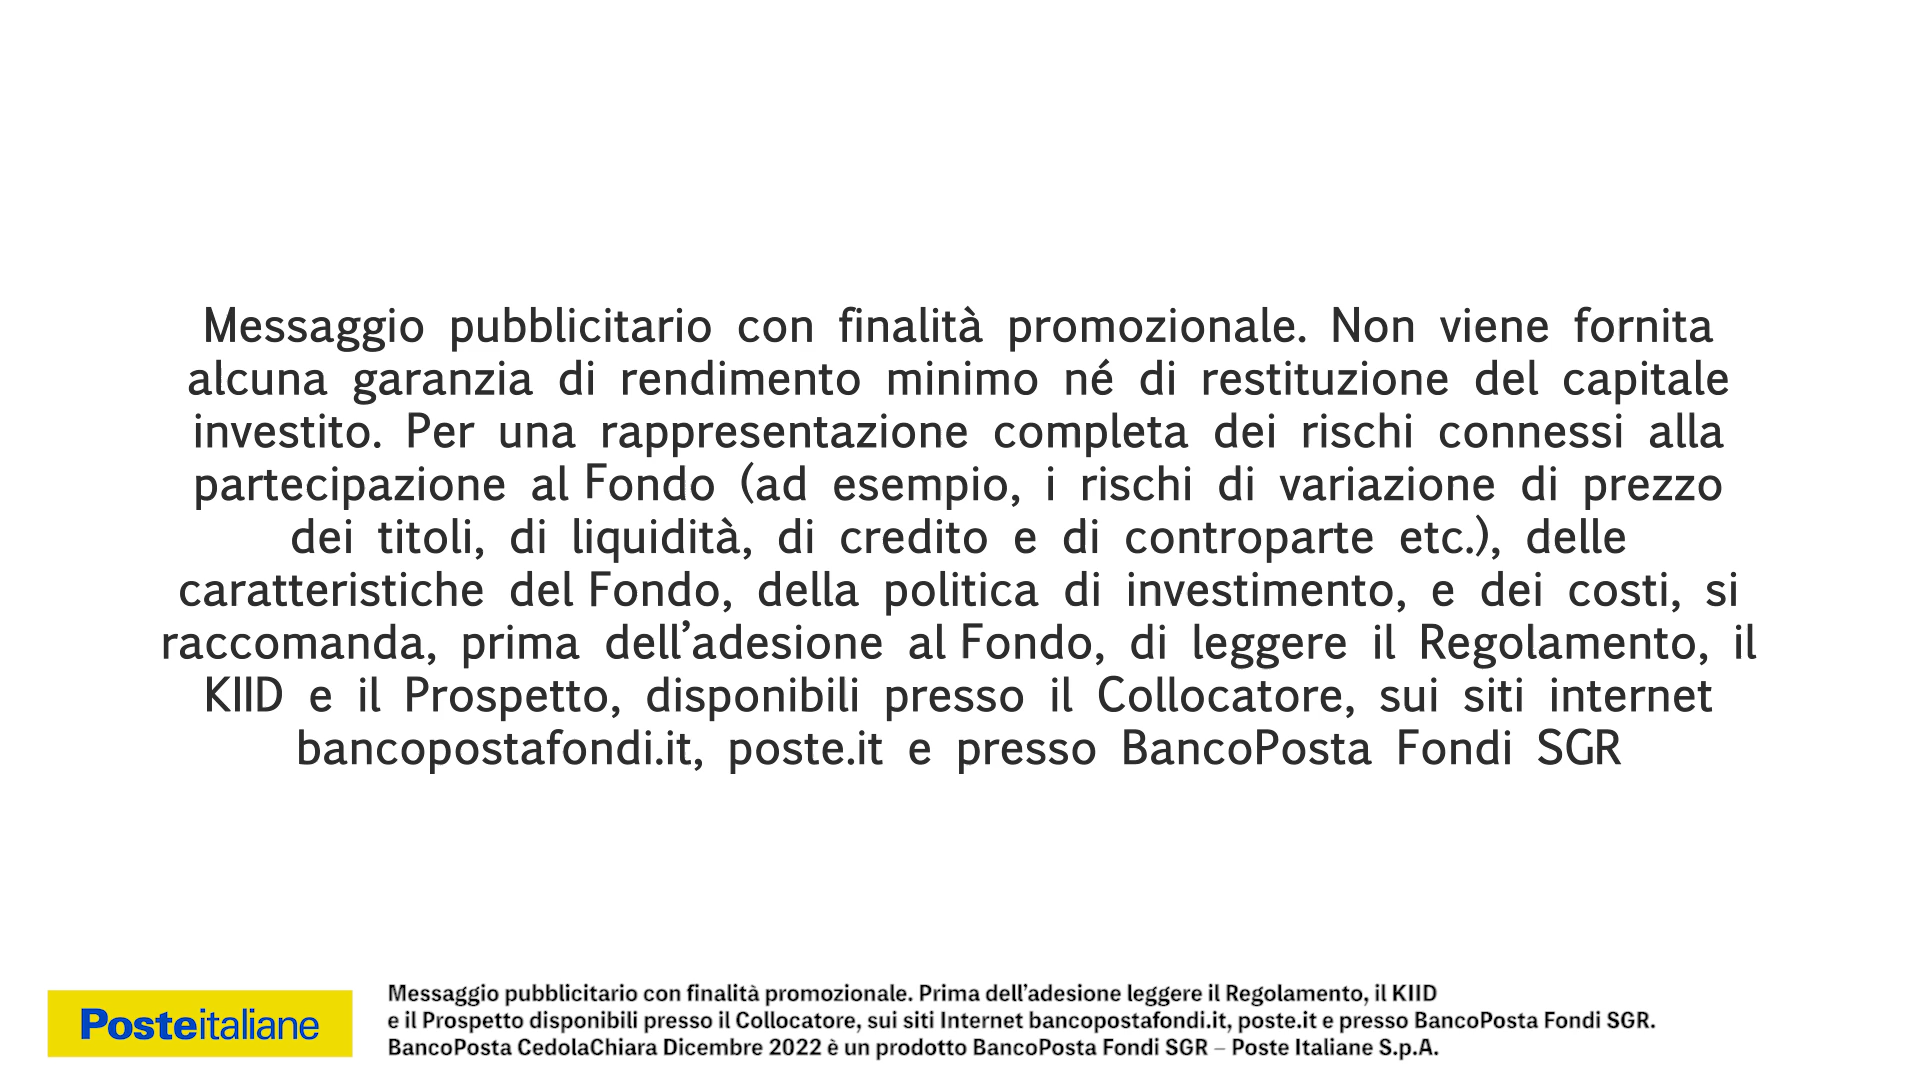 Messaggio pubblicitario con finalità promozionale. Non viene fornita
alcuna garanzia di rendimento minimo né di restituzione del capitale
investito. Per una rappresentazione completa dei rischi connessi alla
partecipazione al Fondo (ad esempio, i rischi di variazione di prezzo
dei titoli, di liquidità, di credito e di controparte etc.), delle
caratteristiche del Fondo, della politica di investimento, e dei costi, si
raccomanda, prima dell’adesione al Fondo, di leggere il Regolamento, il
KIID e il Prospetto, disponibili presso il Collocatore, sui siti internet
bancopostafondi.it, poste.it e presso BancoPosta Fondi SGR
Posteitaliane
Messaggio pubblicitario con finalità promozionale. Prima dell’adesione leggere il Regolamento, il KIID
e il Prospetto disponibili presso il Collocatore, sui siti Internet bancopostafondi.it, poste.it e presso BancoPosta Fondi SGR.
BancoPosta CedolaChiara Dicembre 2022 è un prodotto BancoPosta Fondi SGR – Poste Italiane S.p.A.